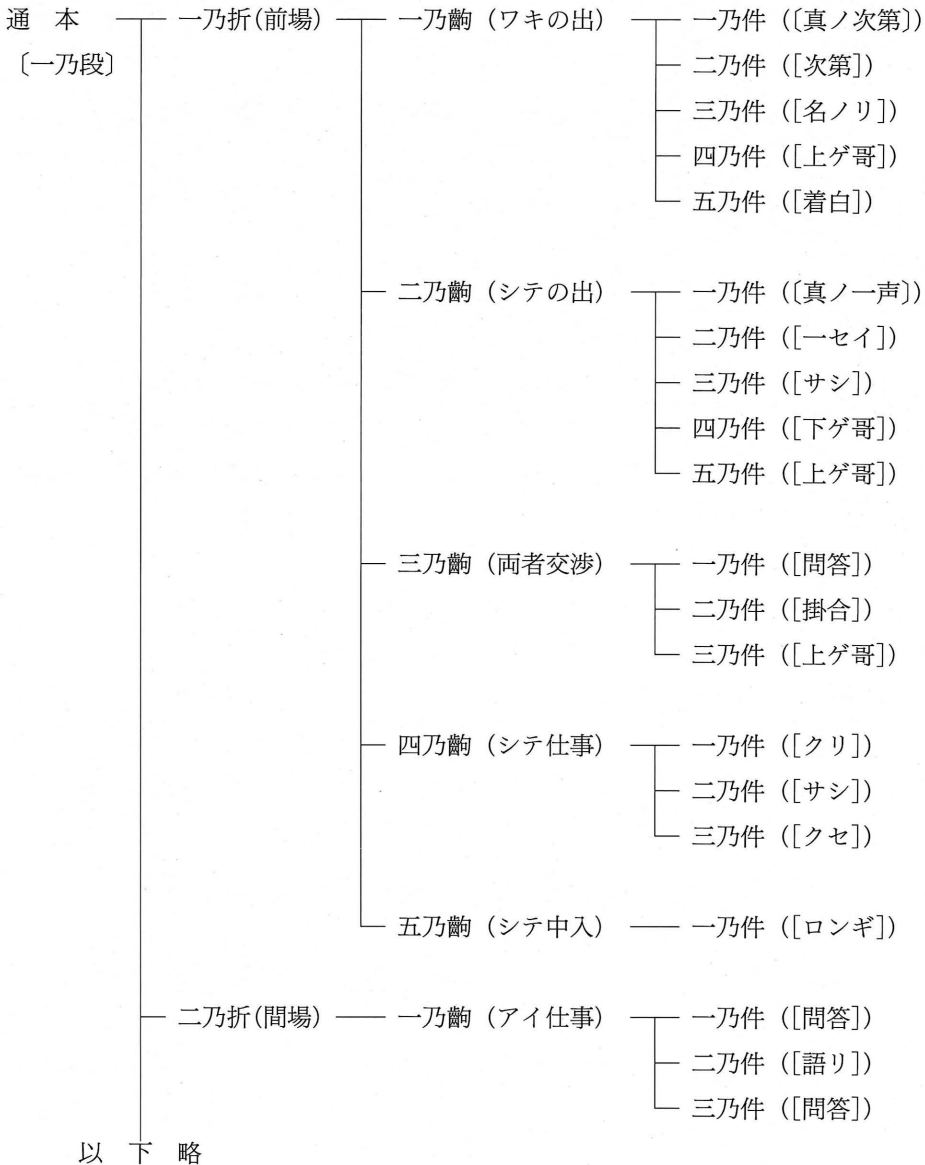 通本 一乃折(前場) 一乃齣（ワキの出） 一乃件（〔真ノ次第〕）
〔一乃段〕 二乃件（［次第］）
三乃件（［名ノリ］）
四乃件（［上ゲ哥］）
五乃件（［着白］）
二乃齣（シテの出） 一乃件（〔真ノ一声〕）
二乃件（［一セイ］）
三乃件（［サシ］）
四乃件（［下ゲ哥］）
五乃件（［上ゲ哥］）
三乃齣（両者交渉） 一乃件（［問答］）
二乃件（［掛合］）
三乃件（［上ゲ哥］）
四乃齣（シテ仕事） 一乃件（［クリ］）
二乃件（［サシ］）
三乃件（［クセ］）
五乃齣（シテ中入） 一乃件（［ロンギ］）
二乃折(間場) 一乃齣（アイ仕事） 一乃件（［問答］）
二乃件（［語リ］）
三乃件（［問答］）
以下略